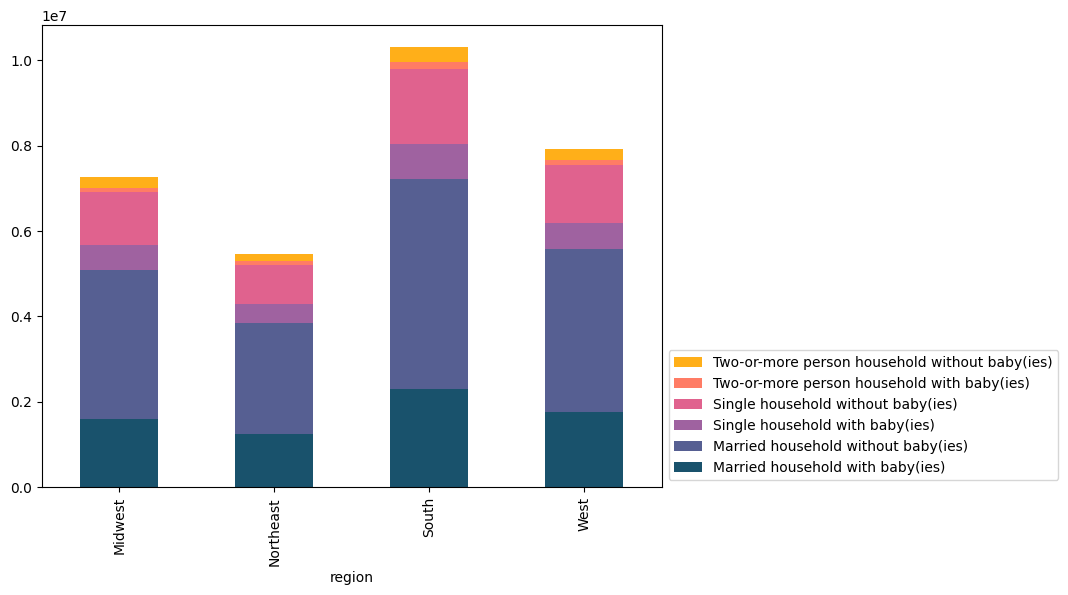 1e7
1.0
0.8
0.6
0.4
0.2
0.0
Midwest
Northeast
South
West
region
Two-or-more person household without baby(ies)
Two-or-more person household with baby(ies)
Single household without baby(ies)
Single household with baby(ies)
Married household without baby(ies)
Married household with baby(ies)